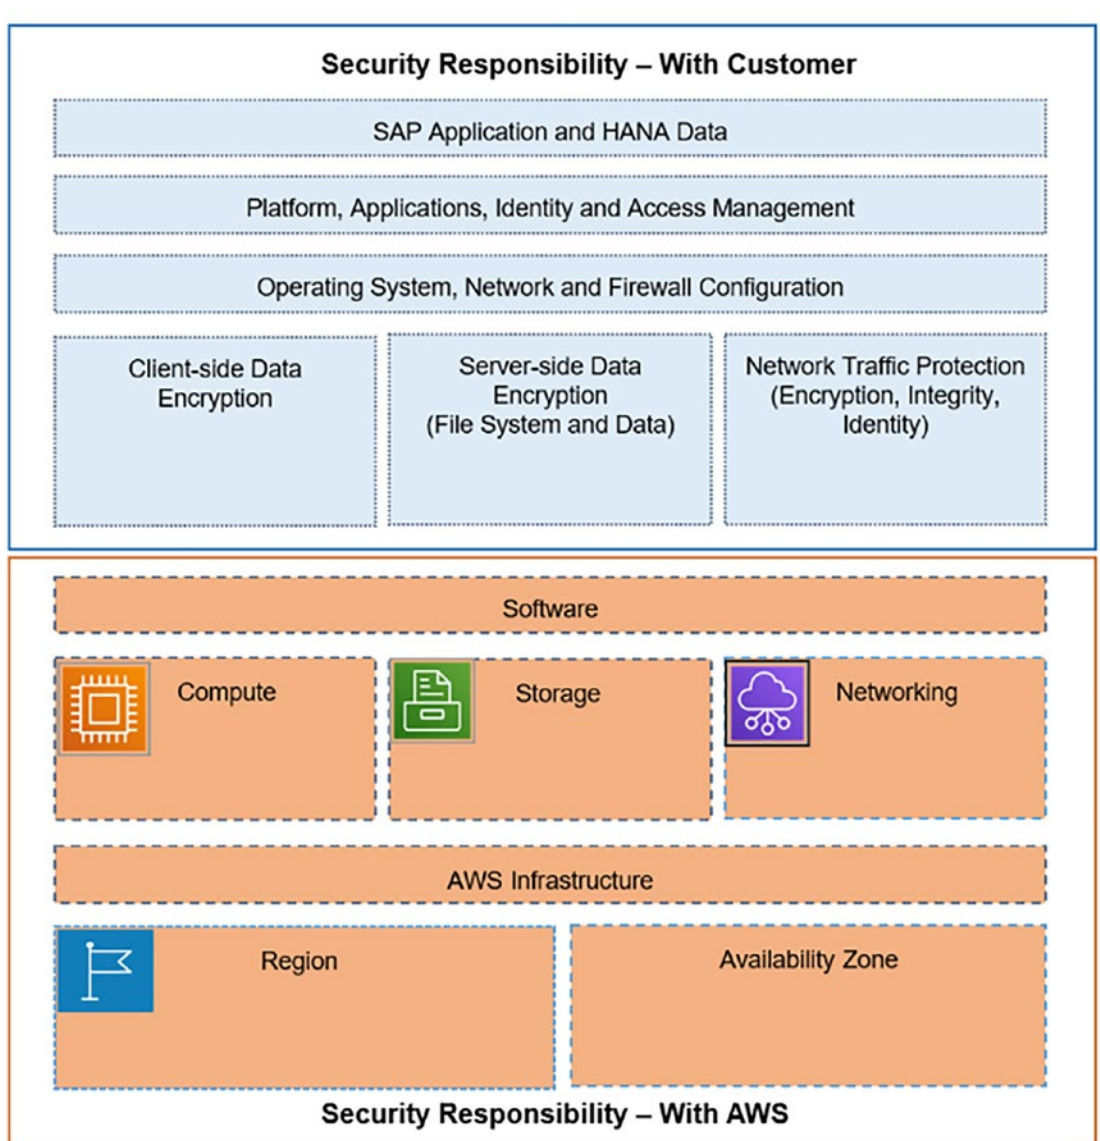 Security Responsibility – With Customer
SAP Application and HANA Data
Platform, Applications, Identity and Access Management
Operating System, Network and Firewall Configuration
Client-side Data
Encryption
Server-side Data
Encryption
(File System and Data)
Network Traffic Protection
(Encryption, Integrity,
Identity)
Software
Compute
Storage
Networking
AWS Infrastructure
Region
Availability Zone
Security Responsibility – With AWS